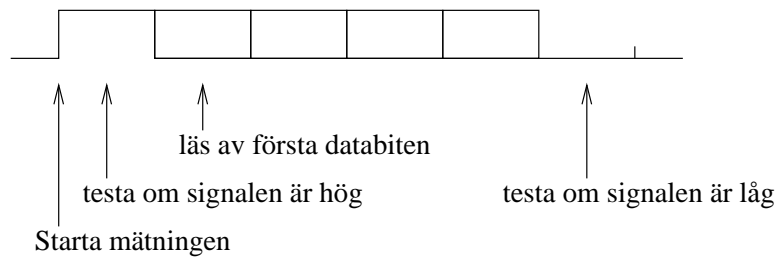 läs av första databiten
testa om signalen är hög
testa om signalen är låg
Starta mätningen